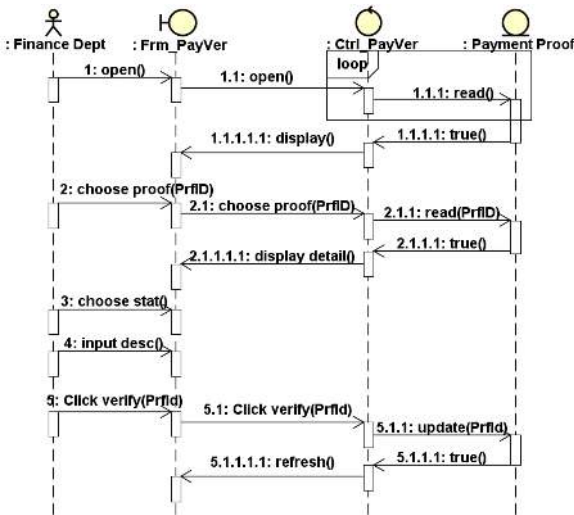 : Finance Dept : Frm_PayVer : Ctrl_PayVer : Payment Proof
loop
1: open()
1.1: open()
1.1.1: read()
1.1.1.1: true()
1.1.1.1.1: display()
2: choose proof(PrfID)
2.1: choose proof(PrfID)
2.1.1: read(PrfID)
2.1.1.1: true()
2.1.1.1.1: display detail()
3: choose stat()
4: input desc()
5: Click verify(PrfId)
5.1: Click verify(PrfId)
5.1.1: update(PrfId)
5.1.1.1: true()
5.1.1.1.1: refresh()